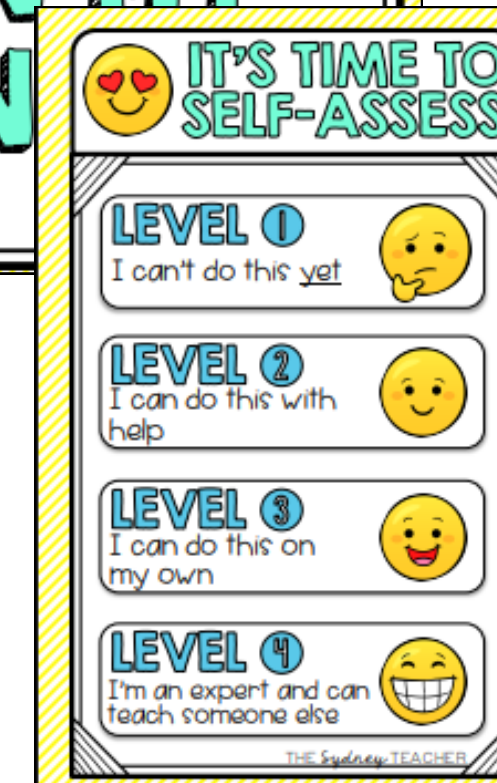 IT'S TIME TO
SELF-ASSESS
LEVEL 1
I can't do this yet
LEVEL 2
I can do this with
help
LEVEL 3
I can do this on
my own
LEVEL 4
I'm an expert and can
teach someone else
THE Sydney TEACHER